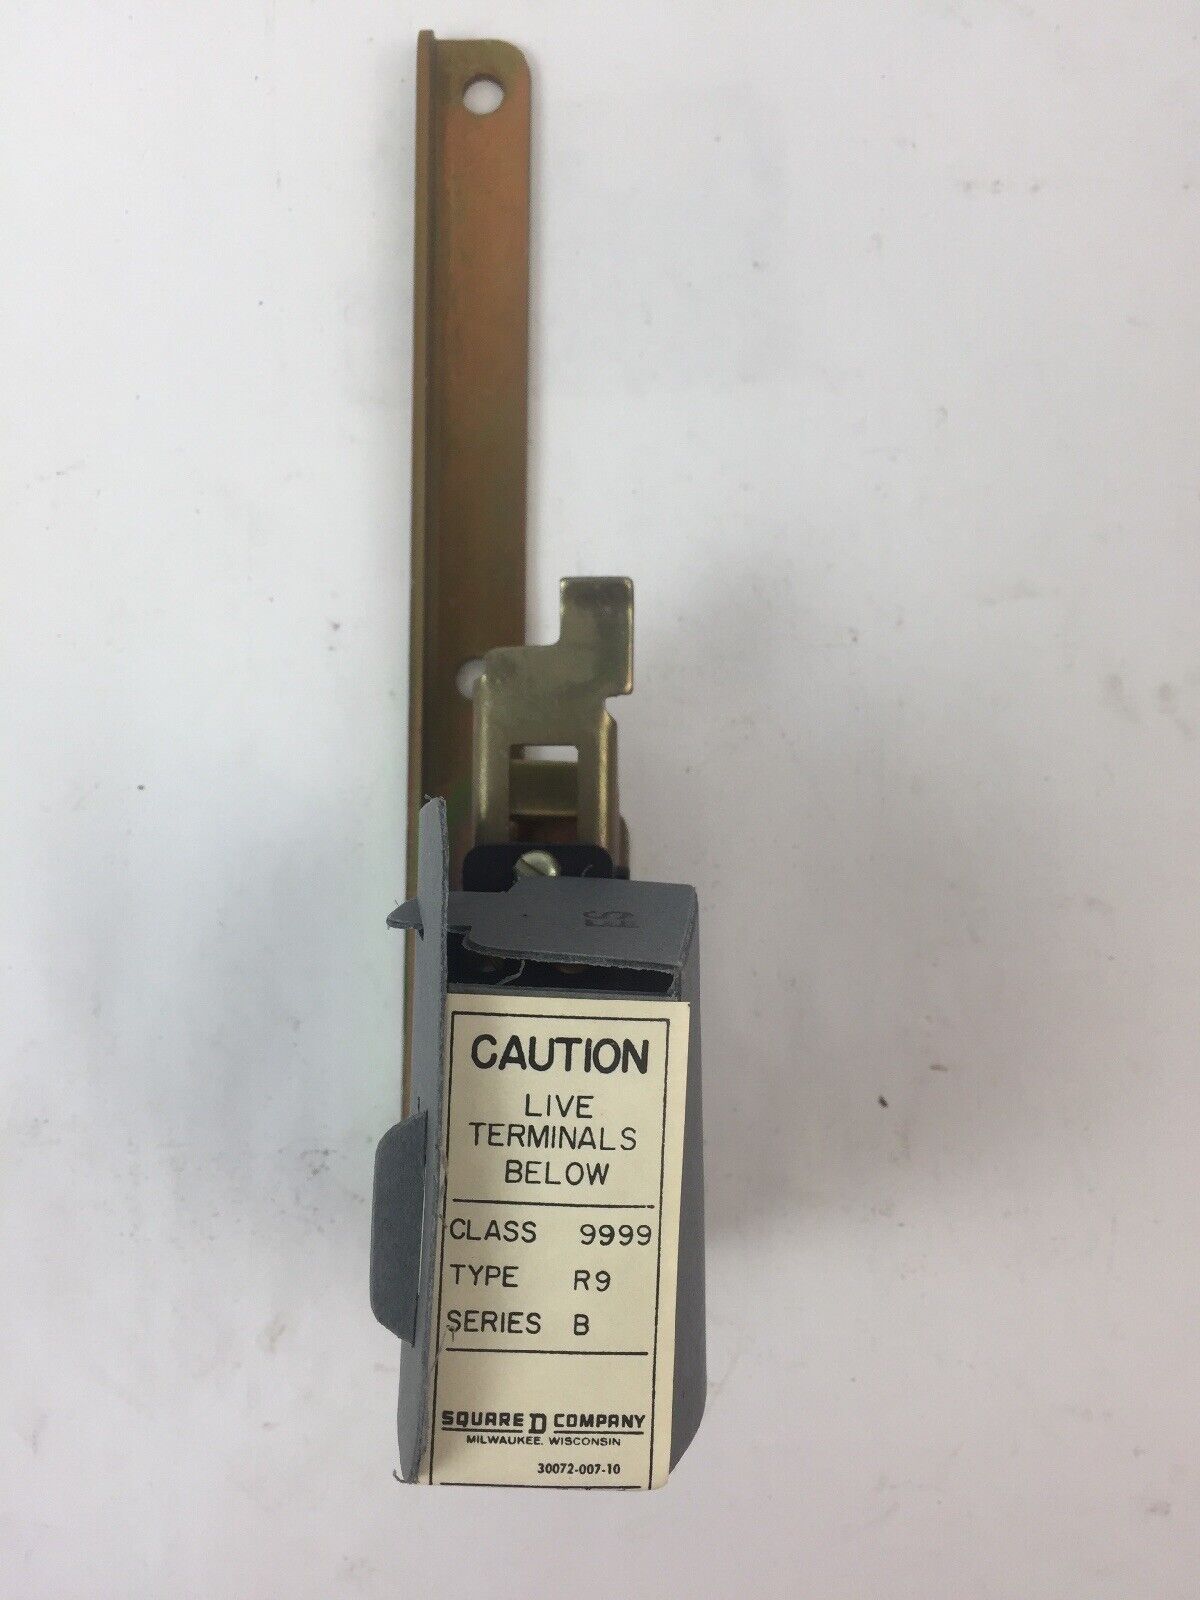 CAUTION
LIVE
TERMINALS
BELOW
CLASS 9999
TYPE R9
SERIES B
SQUARE D COMPANY
MILWAUKEE, WISCONSIN
30072-007-10